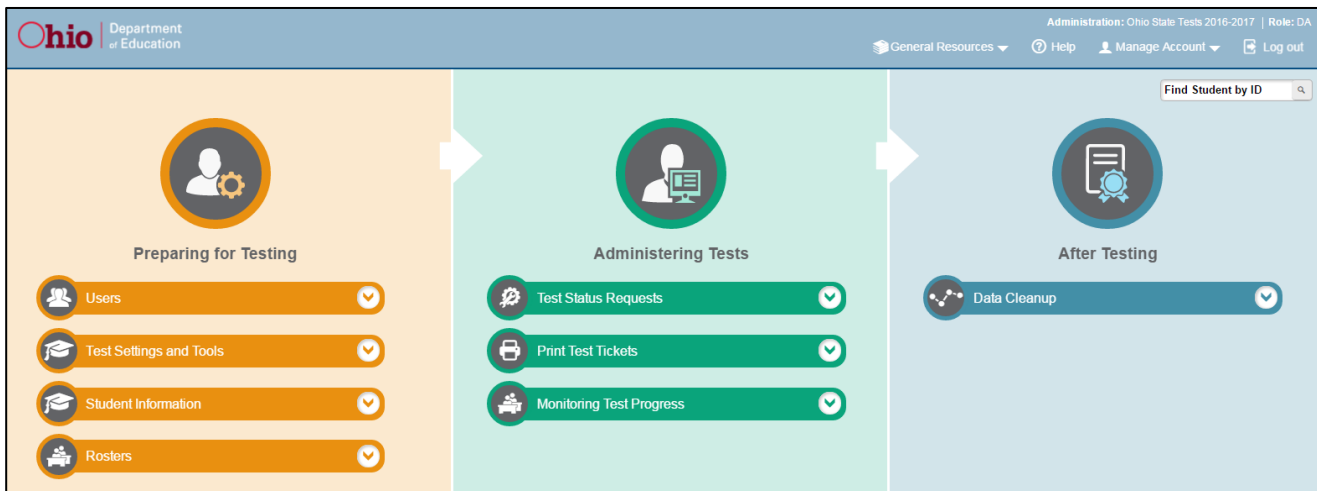 Ohio
Department
of Education
Administration: Ohio State Tests 2016-2017 | Role: DA
General Resources
Help
Manage Account
Log out
Find Student by ID
Preparing for Testing
Users
Test Settings and Tools
Student Information
Rosters
Administering Tests
Test Status Requests
Print Test Tickets
Monitoring Test Progress
After Testing
Data Cleanup